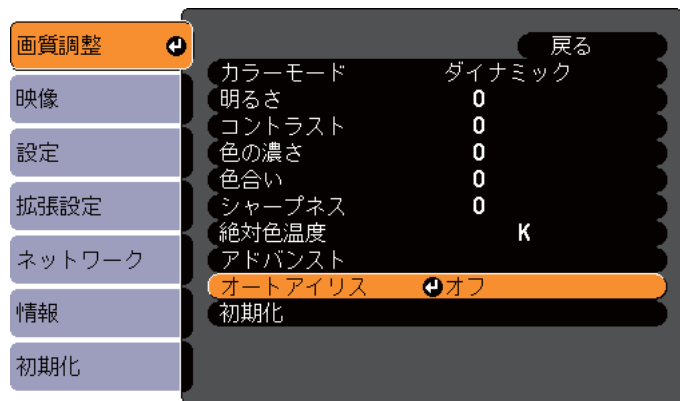 画質調整
映像
設定
拡張設定
ネットワーク
情報
初期化
戻る
カラーモード ダイナミック
明るさ 0
コントラスト 0
色の濃さ 0
色合い 0
シャープネス 0
絶対色温度 K
アドバンスト
オートアイリス オフ
初期化